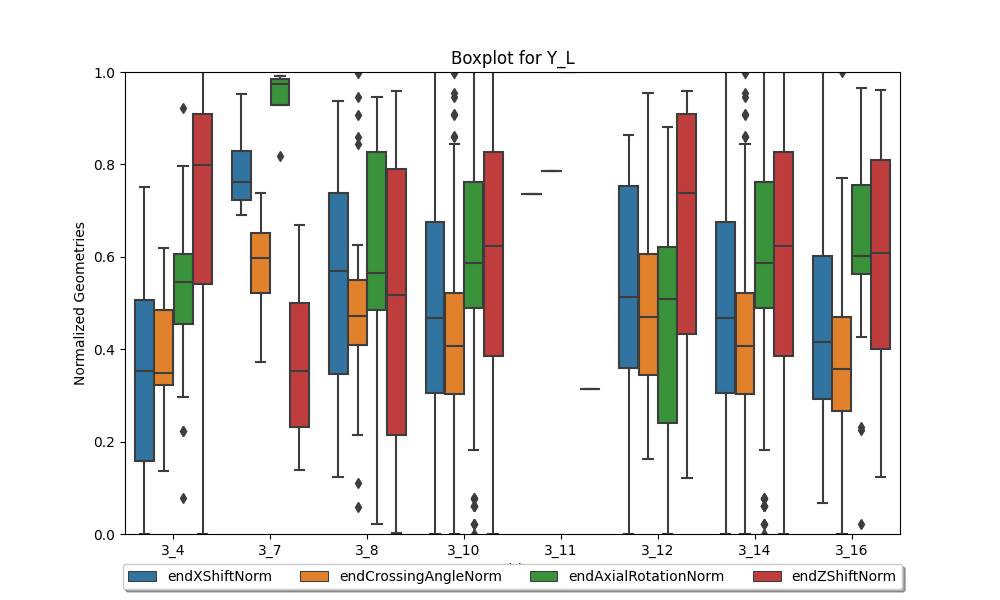 Boxplot for Y_L
Normalized Geometries
1.0
0.8
0.6
0.4
0.2
0.0
3_4 3_7 3_8 3_10 3_11 3_12 3_14 3_16
endXShiftNorm endCrossingAngleNorm endAxialRotationNorm endZShiftNorm